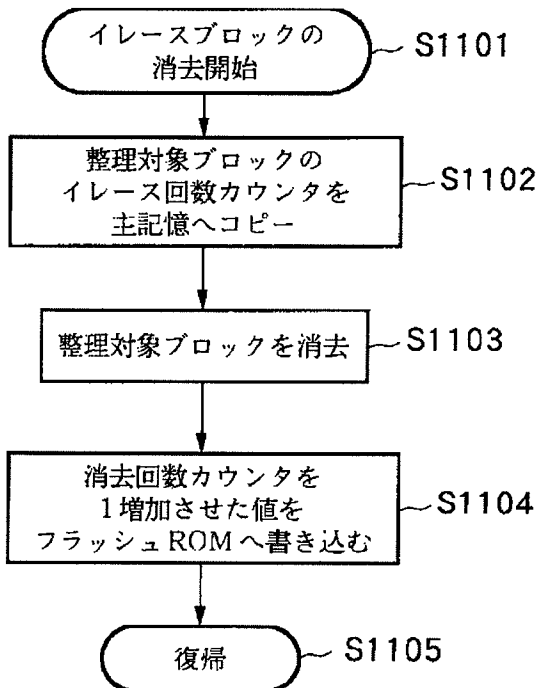 イレースブロックの
消去開始
S1101
整理対象ブロックの
イレース回数カウンタを
主記憶へコピー
S1102
整理対象ブロックを消去
S1103
消去回数カウンタを
1増加させた値を
フラッシュROMへ書き込む
S1104
復帰
S1105